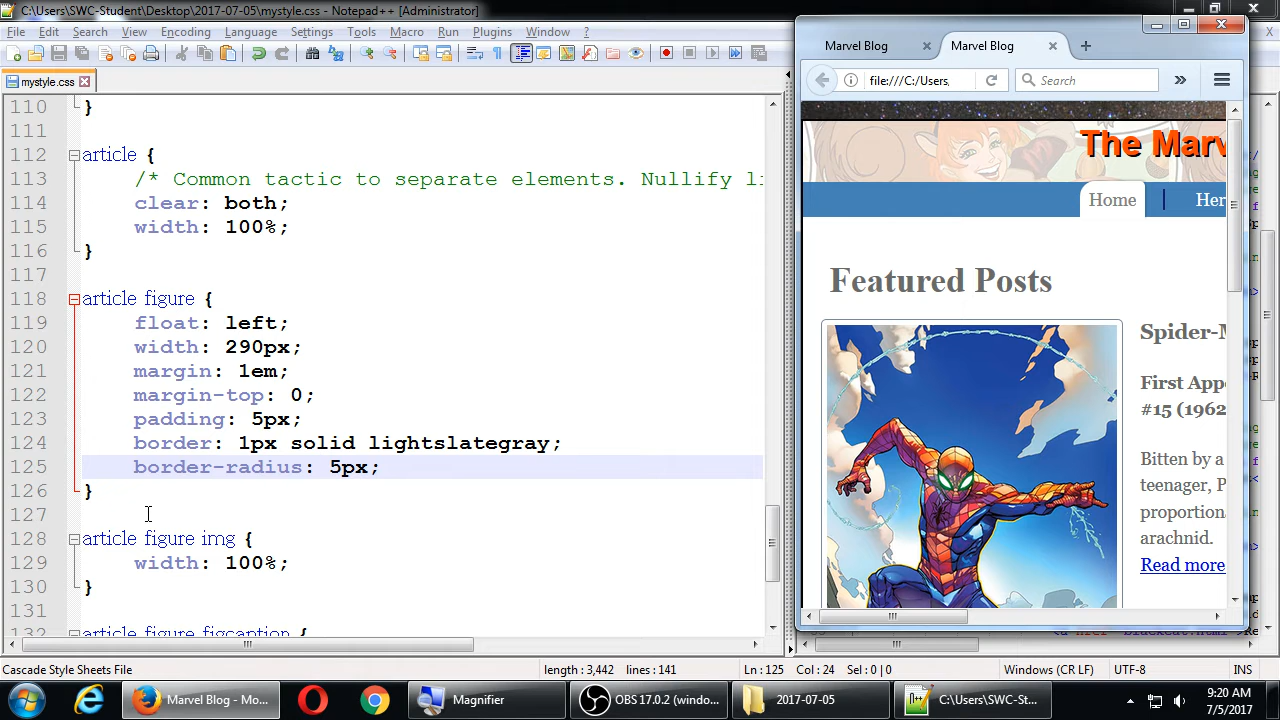 C:\Users\SWC-Student\Desktop\2017-07-05\mystyle.css - Notepad++ [Administrator]
File Edit Search View Encoding Language Settings Tools Macro Run Plugins Window ?
mystyle.css
110 }
111
112 article {
113 /* Common tactic to separate elements. Nullify
114 clear: both;
115 width: 100%;
116 }
117
118 article figure {
119 float: left;
120 width: 290px;
121 margin: 1em;
122 margin-top: 0;
123 padding: 5px;
124 border: 1px solid lightslategray;
125 border-radius: 5px;
126 }
127
128 article figure img {
129 width: 100%;
130 }
131
132 article figure figcaption {
Cascade Style Sheets File length : 3,442 lines : 141 Ln : 125 Col : 24 Sel : 0 | 0 Windows (CR LF) UTF-8 INS
Marvel Blog Marvel Blog
file:///C:/Users, Search
The Marv
Home Her
Featured Posts
Spider-M
First App
#15 (1962
Bitten by a
teenager, P
proportion
arachnid.
Read more
Marvel Blog - Mo... Magnifier OBS 17.0.2 (windo... 2017-07-05 C:\Users\SWC-St...
9:20 AM
7/5/2017